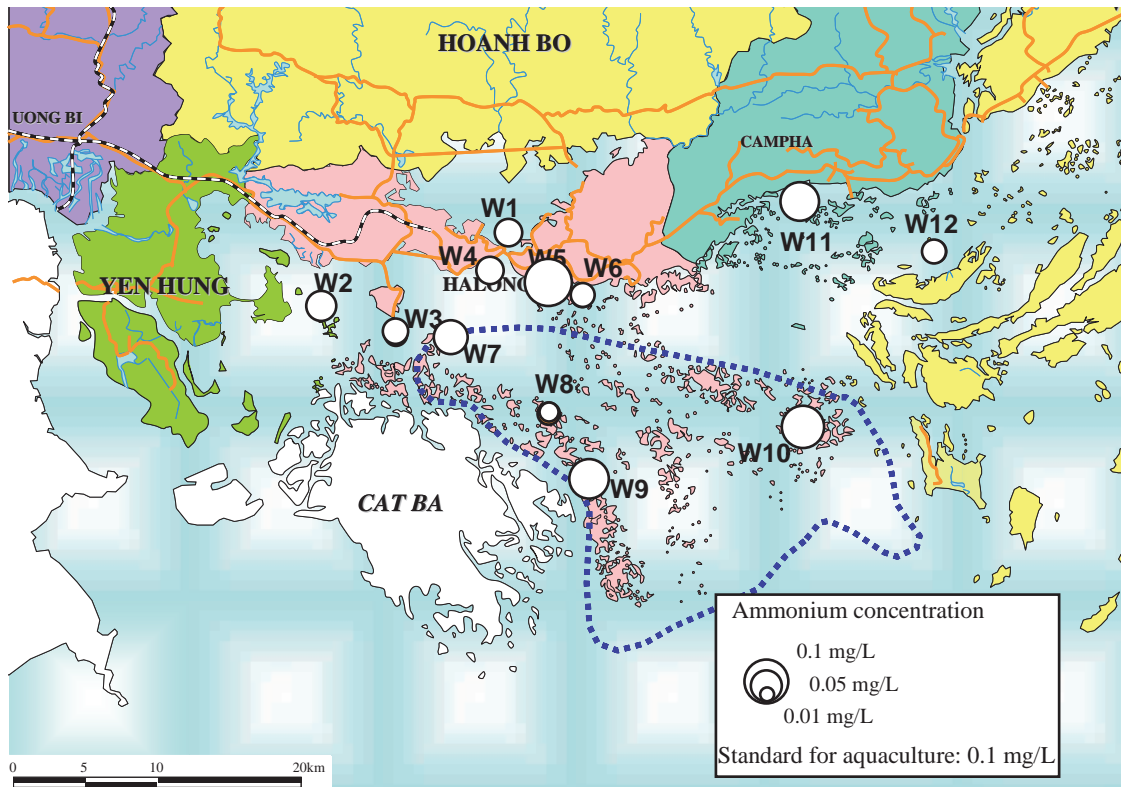 HOANH BO
UONG BI
CAMPHA
W1
W12
W11
W4
W5
W6
HALONG
YEN HUNG
W2
W3
W7
W8
W10
W9
CAT BA
Ammonium concentration
0.1 mg/L
0.05 mg/L
0.01 mg/L
Standard for aquaculture: 0.1 mg/L
0 5 10 20km